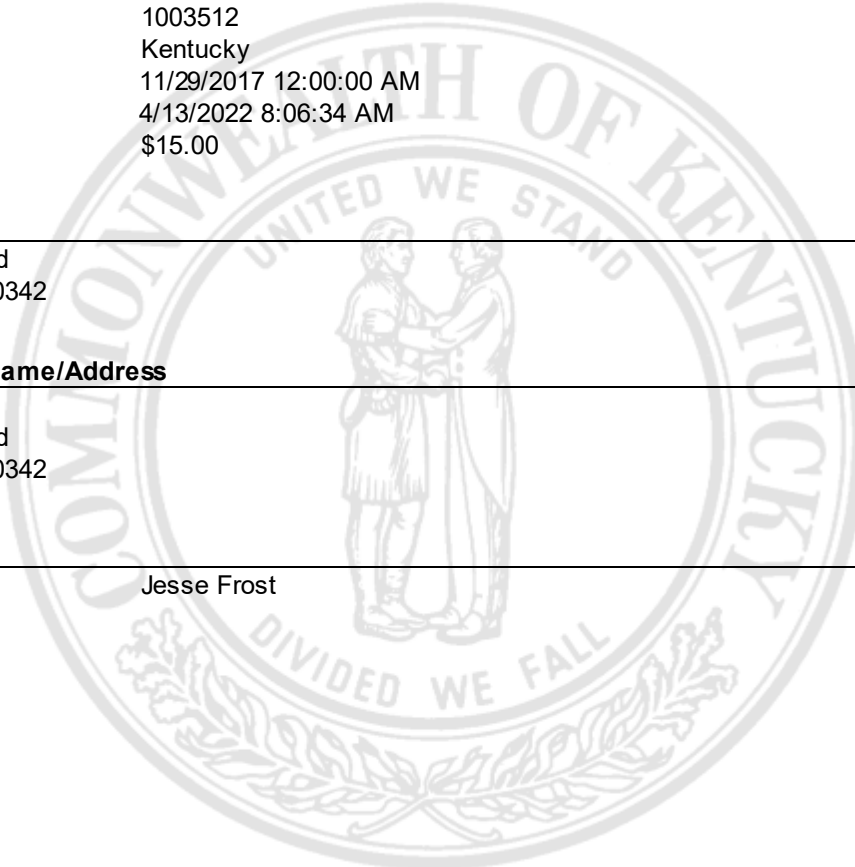 1003512
Kentucky
11/29/2017 12:00:00 AM
4/13/2022 8:06:34 AM
$15.00
d
0342
ame/Address
d
0342
Jesse Frost
COMMONWEALTH OF KENTUCKY
UNITED WE STAND
DIVIDED WE FALL